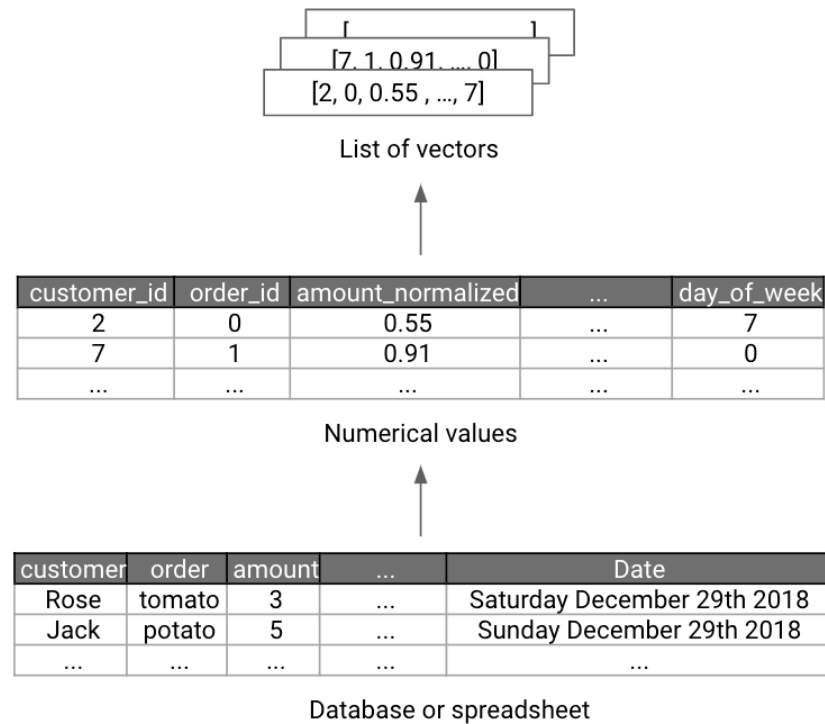 [ ]
[7, 1, 0.91, ..., 0]
[2, 0, 0.55 , ..., 7]
List of vectors
customer_id order_id amount_normalized ... day_of_week
2 0 0.55 ... 7
7 1 0.91 ... 0
... ... ... ... ...
Numerical values
customer order amount ... Date
Rose tomato 3 ... Saturday December 29th 2018
Jack potato 5 ... Sunday December 29th 2018
... ... ... ... ...
Database or spreadsheet